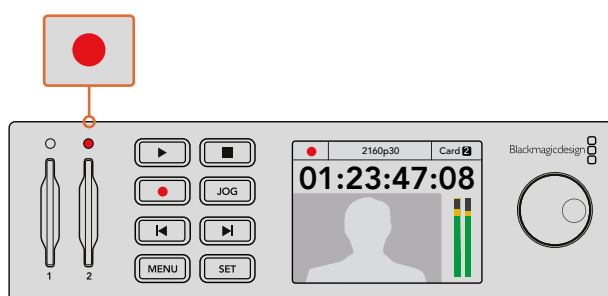 2160p30 Card 2
01:23:47:08
Blackmagicdesign
JOG
MENU SET
1 2